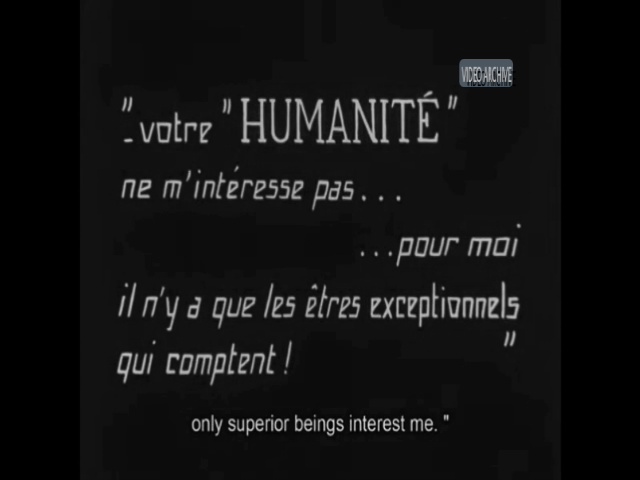 VIDEO ARCHIVE
"-votre "HUMANITÉ"
ne m'intéresse pas...
...pour moi
il n'y a que les êtres exceptionnels
qui comptent! "
only superior beings interest me. "